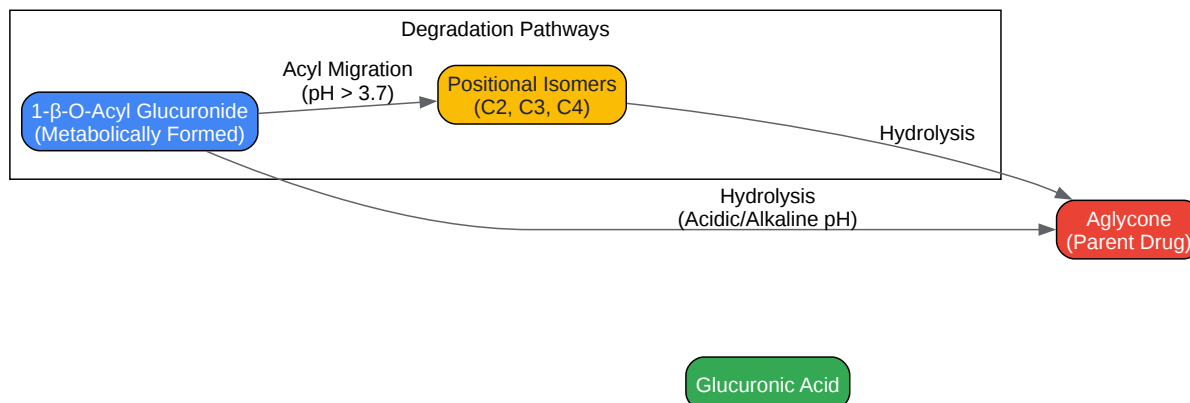 Degradation Pathways
Acyl Migration
(pH > 3.7)
1-β-O-Acyl Glucuronide
(Metabolically Formed)
Positional Isomers
(C2, C3, C4)
Hydrolysis
Hydrolysis
(Acidic/Alkaline pH)
Aglycone
(Parent Drug)
Glucuronic Acid